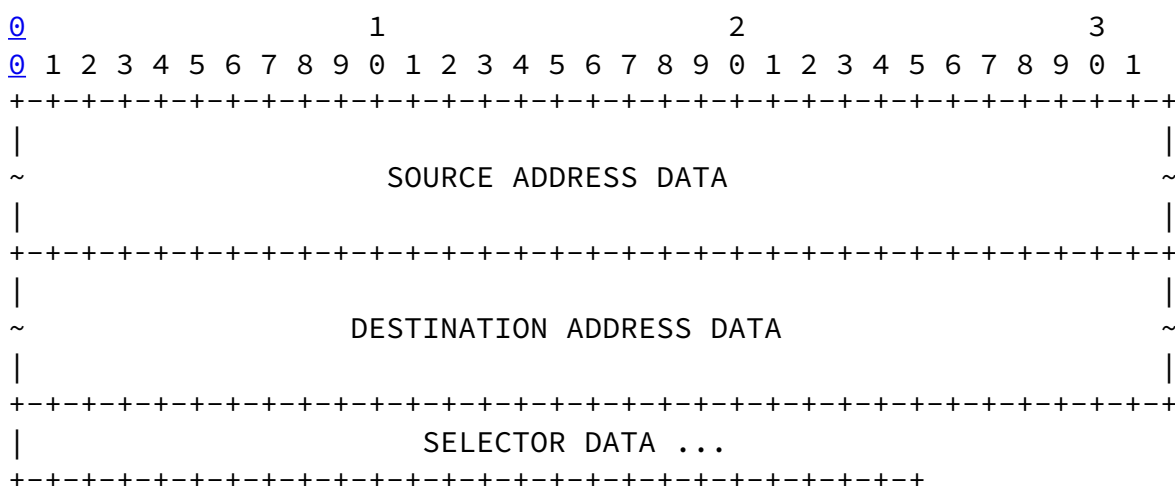 0                   1                   2                   3
0 1 2 3 4 5 6 7 8 9 0 1 2 3 4 5 6 7 8 9 0 1 2 3 4 5 6 7 8 9 0 1
+-+-+-+-+-+-+-+-+-+-+-+-+-+-+-+-+-+-+-+-+-+-+-+-+-+-+-+-+-+-+-+-+
|                                                               |
~                    SOURCE ADDRESS DATA                        ~
|                                                               |
+-+-+-+-+-+-+-+-+-+-+-+-+-+-+-+-+-+-+-+-+-+-+-+-+-+-+-+-+-+-+-+-+
|                                                               |
~                  DESTINATION ADDRESS DATA                     ~
|                                                               |
+-+-+-+-+-+-+-+-+-+-+-+-+-+-+-+-+-+-+-+-+-+-+-+-+-+-+-+-+-+-+-+-+
|                      SELECTOR DATA ...
+-+-+-+-+-+-+-+-+-+-+-+-+-+-+-+-+-+-+-+-+-+-+-+-+-+